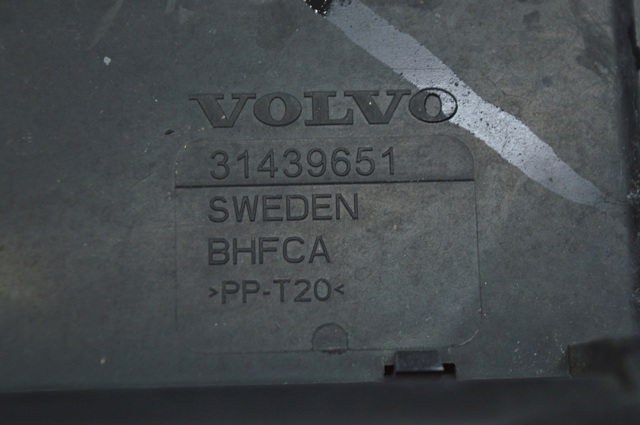 VOLVO
31439651
SWEDEN
BHFCA
>PP-T20<